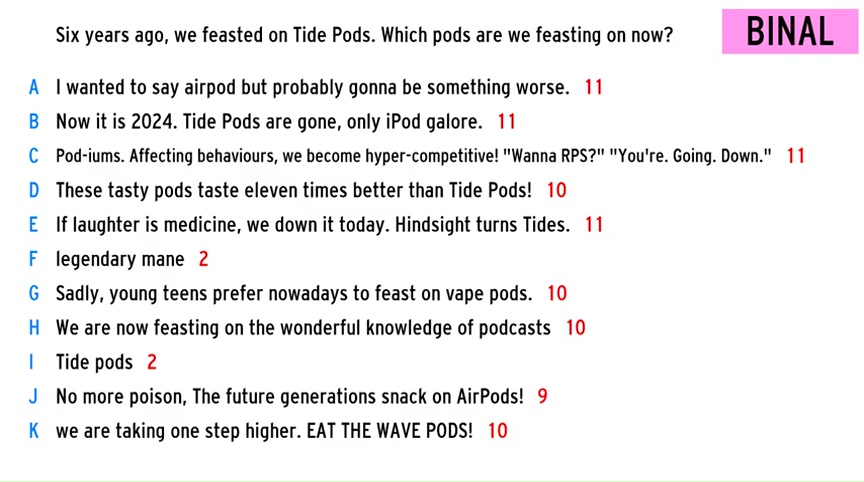 Six years ago, we feasted on Tide Pods. Which pods are we feasting on now?
BINAL
A I wanted to say airpod but probably gonna be something worse. 11
B Now it is 2024. Tide Pods are gone, only iPod galore. 11
C Pod-iums. Affecting behaviours, we become hyper-competitive! "Wanna RPS?" "You're. Going. Down." 11
D These tasty pods taste eleven times better than Tide Pods! 10
E If laughter is medicine, we down it today. Hindsight turns Tides. 11
F legendary mane 2
G Sadly, young teens prefer nowadays to feast on vape pods. 10
H We are now feasting on the wonderful knowledge of podcasts 10
I Tide pods 2
J No more poison, The future generations snack on AirPods! 9
K we are taking one step higher. EAT THE WAVE PODS! 10